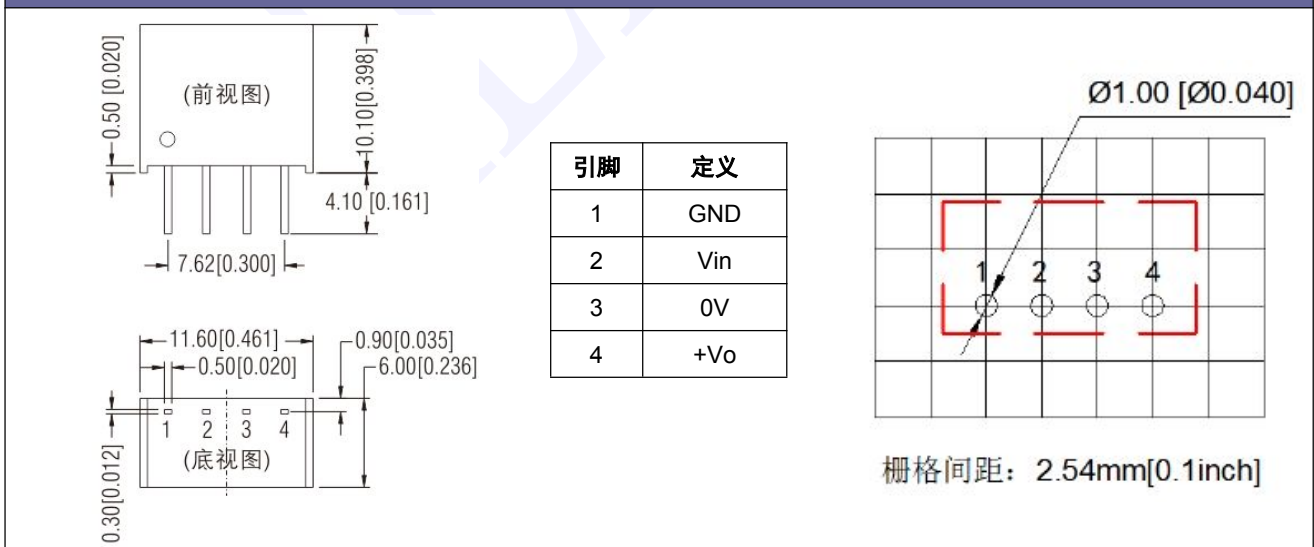 0.50 [0.020]
(前视图)
10.10[0.398]
4.10 [0.161]
7.62[0.300]
11.60[0.461]
0.50[0.020]
0.90[0.035]
6.00[0.236]
1 2 3 4
(底视图)
0.30[0.012]
引脚 定义
1 GND
2 Vin
3 0V
4 +Vo
Ø1.00 [Ø0.040]
1 2 3 4
栅格间距：2.54mm[0.1inch]